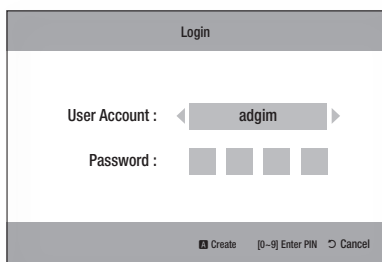 Login
User Account : adgim
Password :
A Create [0~9] Enter PIN Cancel